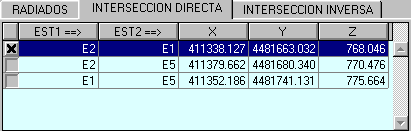 RADIADOS INTERSECCION DIRECTA INTERSECCION INVERSA
EST1 ==> EST2 ==> X Y Z
E2 E1 411338.127 4481663.032 768.046
E2 E5 411379.662 4481680.340 770.476
E1 E5 411352.186 4481741.131 775.664